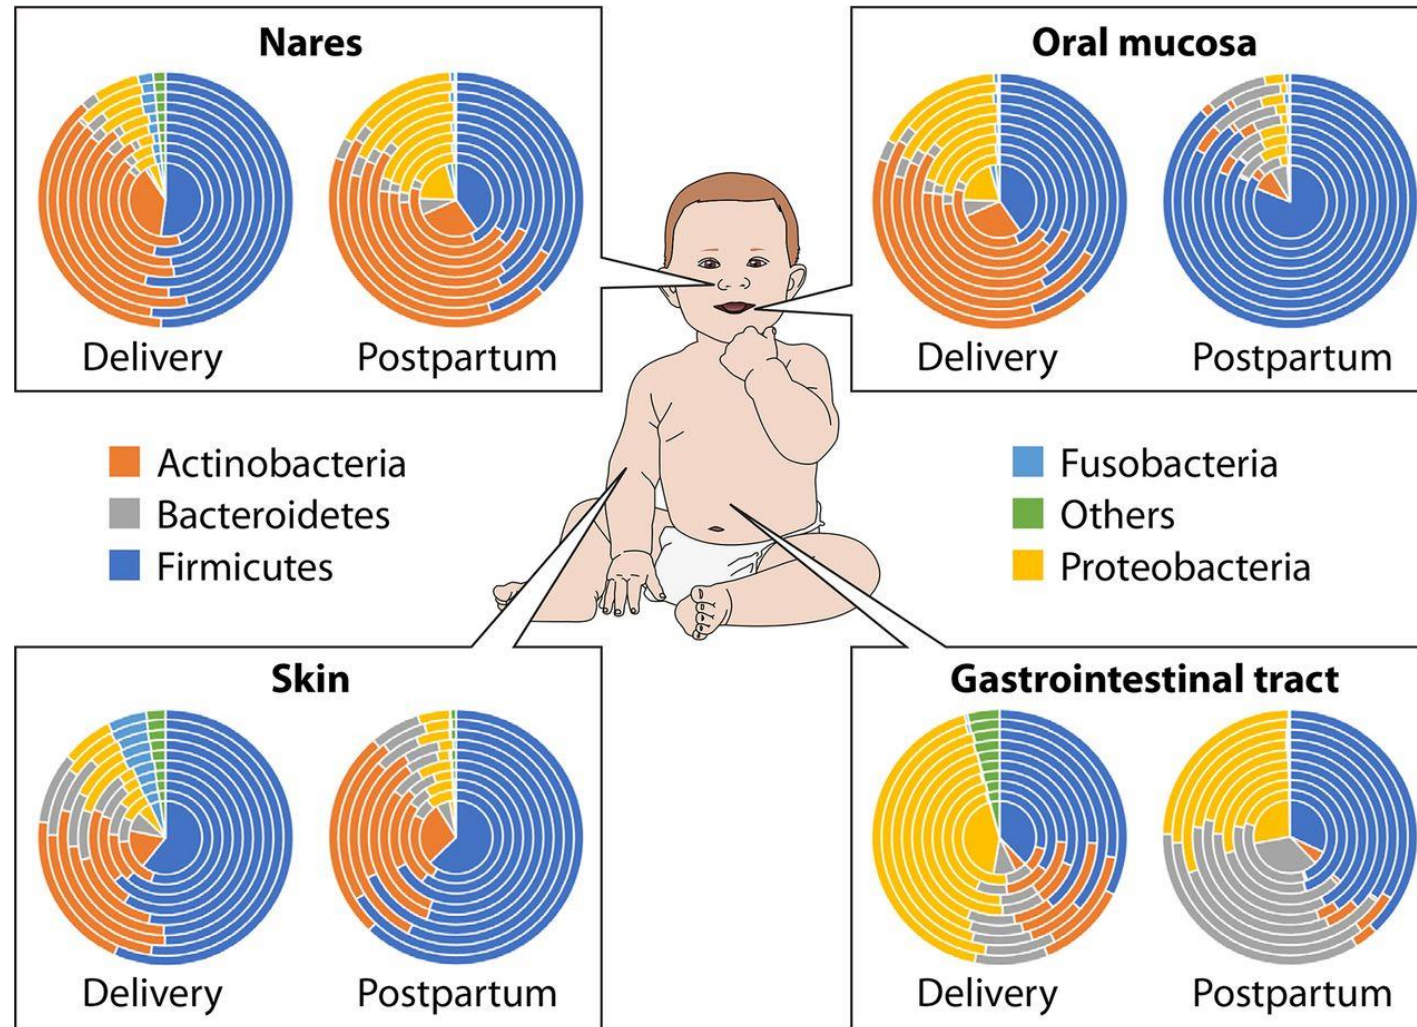 Nares
Delivery
Postpartum
Oral mucosa
Delivery
Postpartum
Actinobacteria
Bacteroidetes
Firmicutes
Fusobacteria
Others
Proteobacteria
Skin
Delivery
Postpartum
Gastrointestinal tract
Delivery
Postpartum